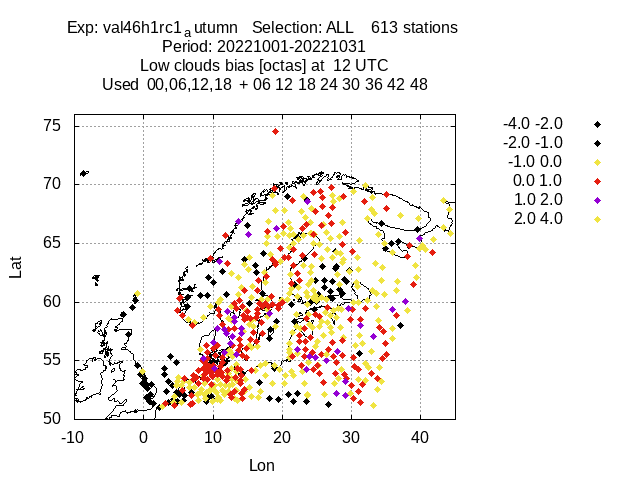 Exp: val46h1rc1autumn Selection: ALL 613 stations
Period: 20221001-20221031
Low clouds bias [octas] at 12 UTC
Used 00,06,12,18 + 06 12 18 24 30 36 42 48
-4.0 -2.0
-2.0 -1.0
-1.0 0.0
0.0 1.0
1.0 2.0
2.0 4.0
75
70
65
60
55
50
Lat
-10 0 10 20 30 40
Lon